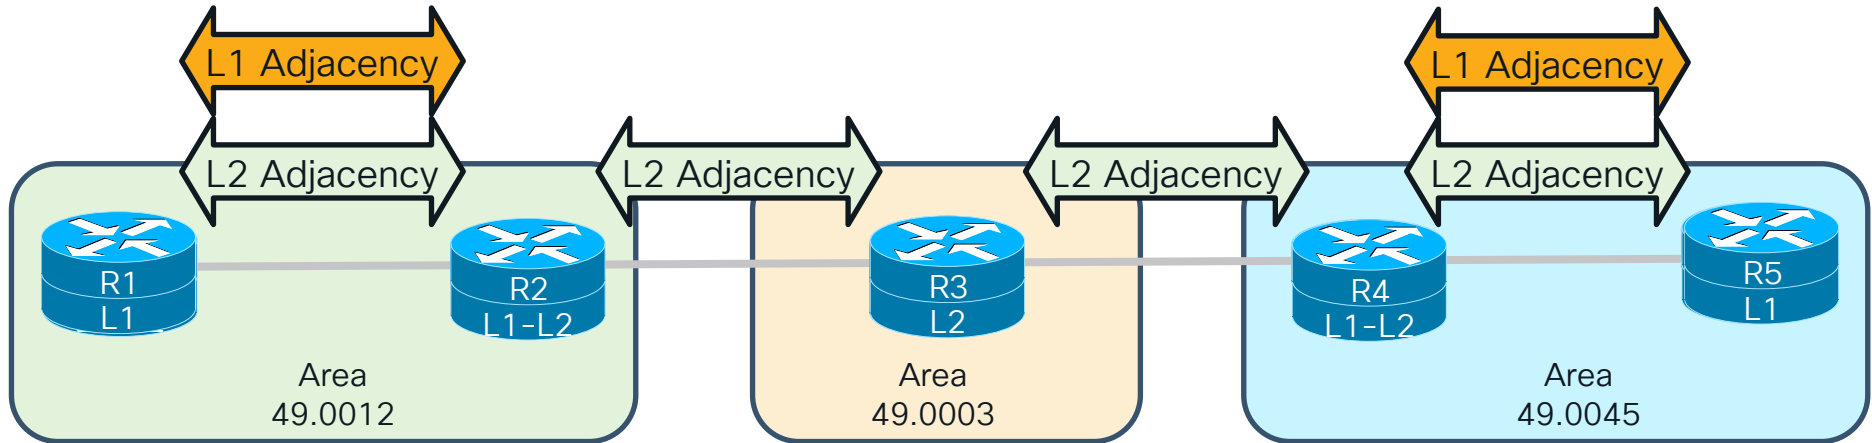 L1 Adjacency
L1 Adjacency
L2 Adjacency
L2 Adjacency
L2 Adjacency
L2 Adjacency
R1
L1
R2
L1-L2
R3
L2
R4
L1-L2
R5
L1
Area
49.0012
Area
49.0003
Area
49.0045